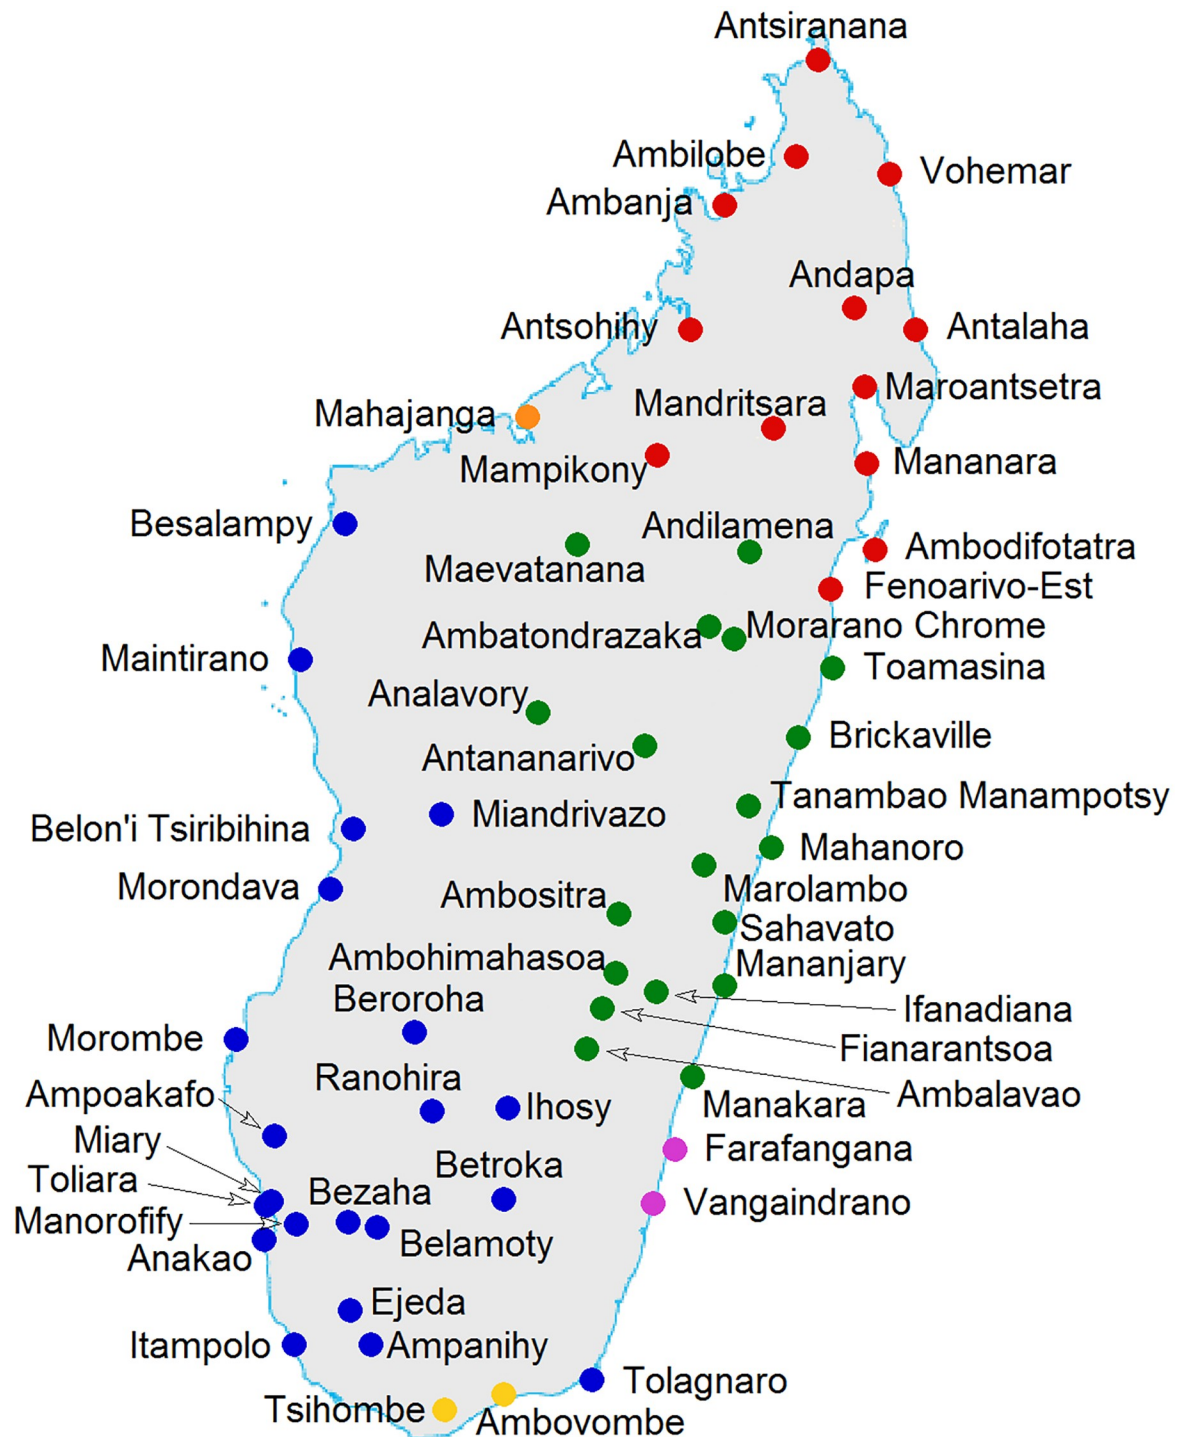 Antsiranana
Ambilobe
Vohemar
Ambanja
Andapa
Antsohihy
Antalaha
Maroantsetra
Mandritsara
Mahajanga
Mananara
Mampikony
Besalampy
Andilamena
Ambodifotatra
Maevatanana
Fenoarivo-Est
Morarano Chrome
Ambatondrazaka
Maintirano
Toamasina
Analavory
Brickaville
Antananarivo
Tanambao Manampotsy
Miandrivazo
Belon'i Tsiribihina
Mahanoro
Morondava
Marolambo
Ambositra
Sahavato
Ambohimahasoa
Mananjary
Beroroha
Ifanadiana
Morombe
Fianarantsoa
Ranohira
Ampoakafo
Ambalavao
Ihosy
Manakara
Miary
Farafangana
Betroka
Toliara
Bezaha
Vangaindrano
Manorofify
Belamoty
Anakao
Ejeda
Itampolo
Ampanihy
Tolagnaro
Tsihombe
Ambovombe